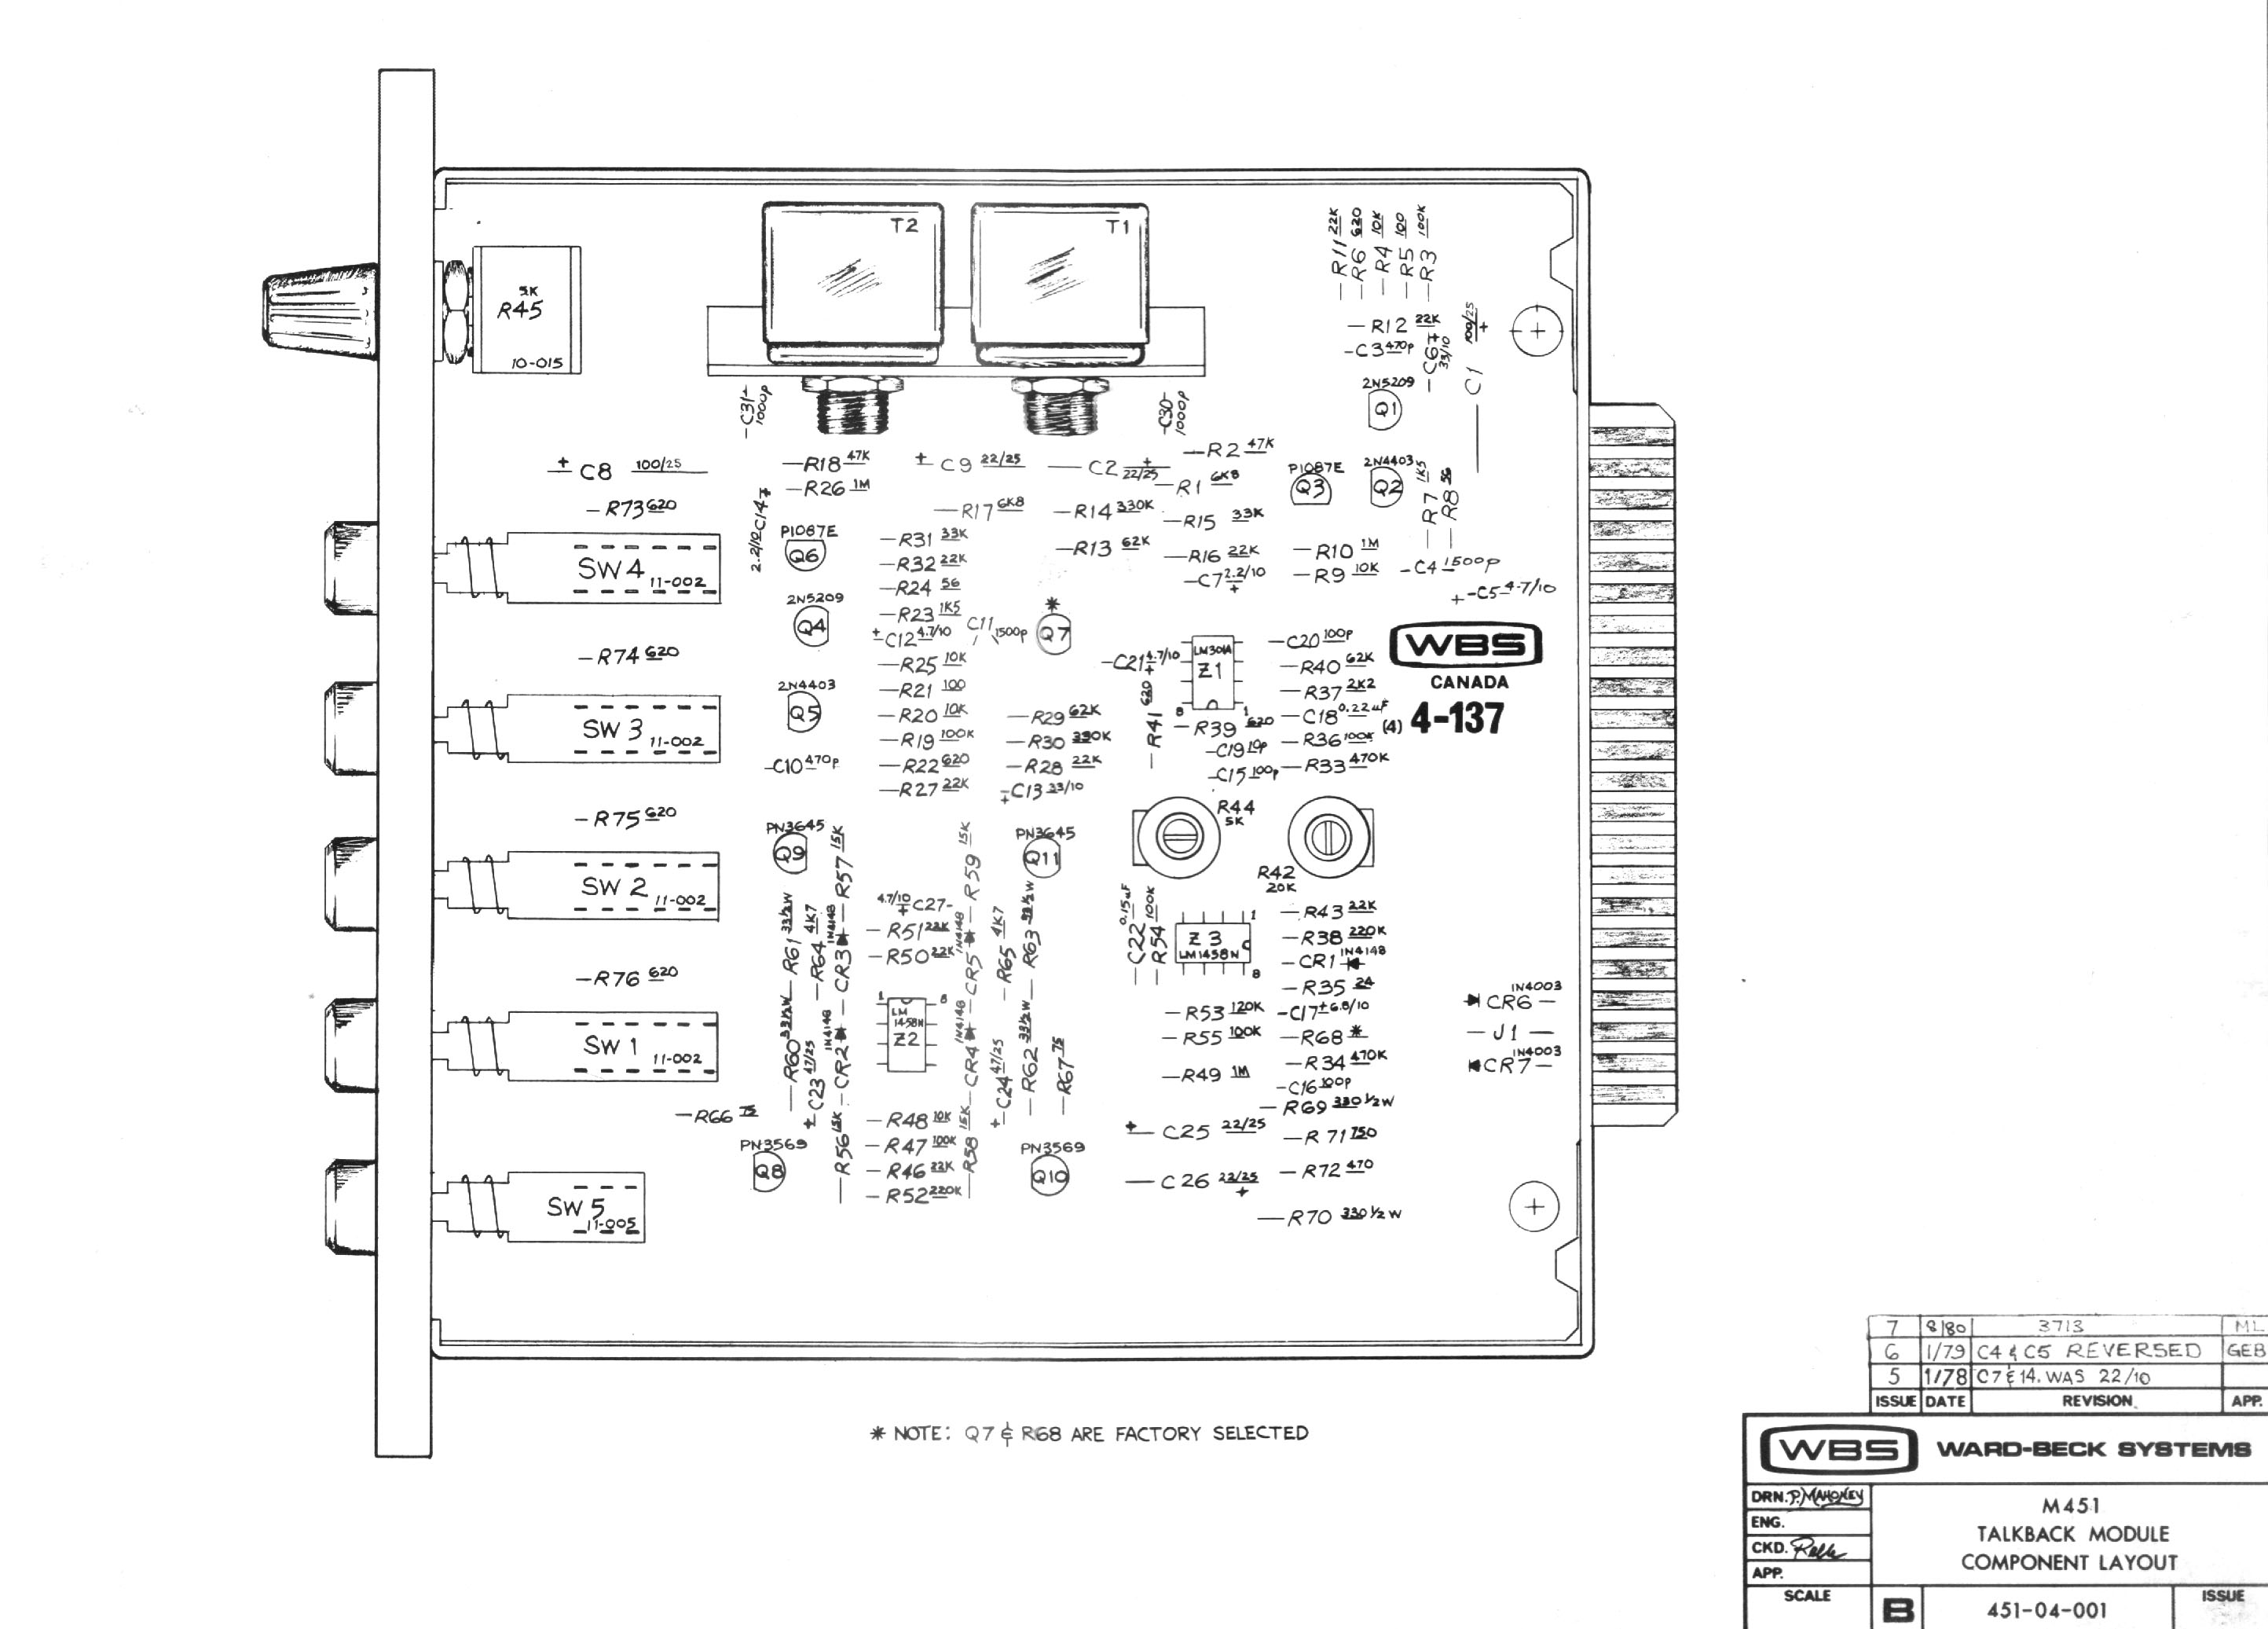 T2
T1
R11 22K
R6 620
R4 10K
R5 100
R3 100K
5K
R45
10-015
-R12 22K
-C3 470p
-C6 33/10 +
C1 100/25 +
2N5209
Q1
-C31- 1000p
-C30- 1000p
+ C8 100/25
-R18 47K
+ C9 22/25
C2 + 22/25
-R2 47K
-R26 1M
-R1 6K8
P1087E
Q3
2N4403
Q2
-R7 1K5
-R8 56
-R73 620
2.2/10 C14 +
-R17 6K8
-R14 330K
-R15 33K
P1087E
Q6
-R31 33K
-R13 62K
-R16 22K
-R10 1M
SW4 11-002
-R32 22K
-C7 2.2/10 +
-R9 10K
-C4 1500p
-R24 56
+ -C5 4.7/10
2N5209
Q4
-R23 1K5
C11 1500p
*
Q7
+ -C12 4.7/10
-R74 620
-R25 10K
-C21 4.7/10 +
LM301A
Z1
8 1
-C20 100p
-R40 62K
WBS
CANADA
(4) 4-137
2N4403
Q5
-R21 100
-R37 2K2
-R20 10K
-R29 62K
-R41 620
-R39 620
-C18 0.22uF
SW 3 11-002
-R19 100K
-R30 330K
-C19 10p
-R36 100K
-C10 470p
-R22 620
-R28 22K
-C15 100p
-R33 470K
-R27 22K
+ -C13 33/10
R44
5K
-R75 620
PN3645
Q9
PN3645
Q11
R42
20K
-R57 15K
-R59 15K
SW 2 11-002
-R61 33 1/2W
-R64 4K7
-CR3 1N4148
4.7/10 + C27-
-R51 22K
-R50 22K
-CR5 1N4148
-R65 4K7
-R63 33 1/2W
-C22 0.15uF
-R54 100K
1
Z 3
LM1458N
8
-R43 22K
-R38 220K
-CR1 1N4148
-R35 24
-R76 620
-R60 33 1/2W
+ C23 47/25
-CR2 1N4148
1 8
LM
1458N
Z2
-CR4 1N4148
+ C24 47/25
-R62 33 1/2W
-R67 75
-R53 120K
-C17 + 6.8/10
1N4003
CR6-
-R55 100K
-R68 *
-J1-
SW 1 11-002
-R34 470K
1N4003
CR7-
-R49 1M
-C16 100p
-R66 75
-R69 330 1/2W
-R56 15K
-R48 10K
-R58 15K
+ C25 22/25
-R71 750
PN3569
Q8
-R47 100K
PN3569
Q10
-R46 22K
-C26 22/25 +
-R72 470
-R52 220K
SW 5
11-005
-R70 330 1/2W
* NOTE: Q7 & R68 ARE FACTORY SELECTED
7 8/80 3713 ML
6 1/79 C4 & C5 REVERSED GEB
5 1/78 C7 & 14. WAS 22/10
ISSUE DATE REVISION APP.
WBS WARD-BECK SYSTEMS
DRN. P. MAHONEY
ENG.
CKD.
APP.
M451
TALKBACK MODULE
COMPONENT LAYOUT
SCALE
B
451-04-001
ISSUE